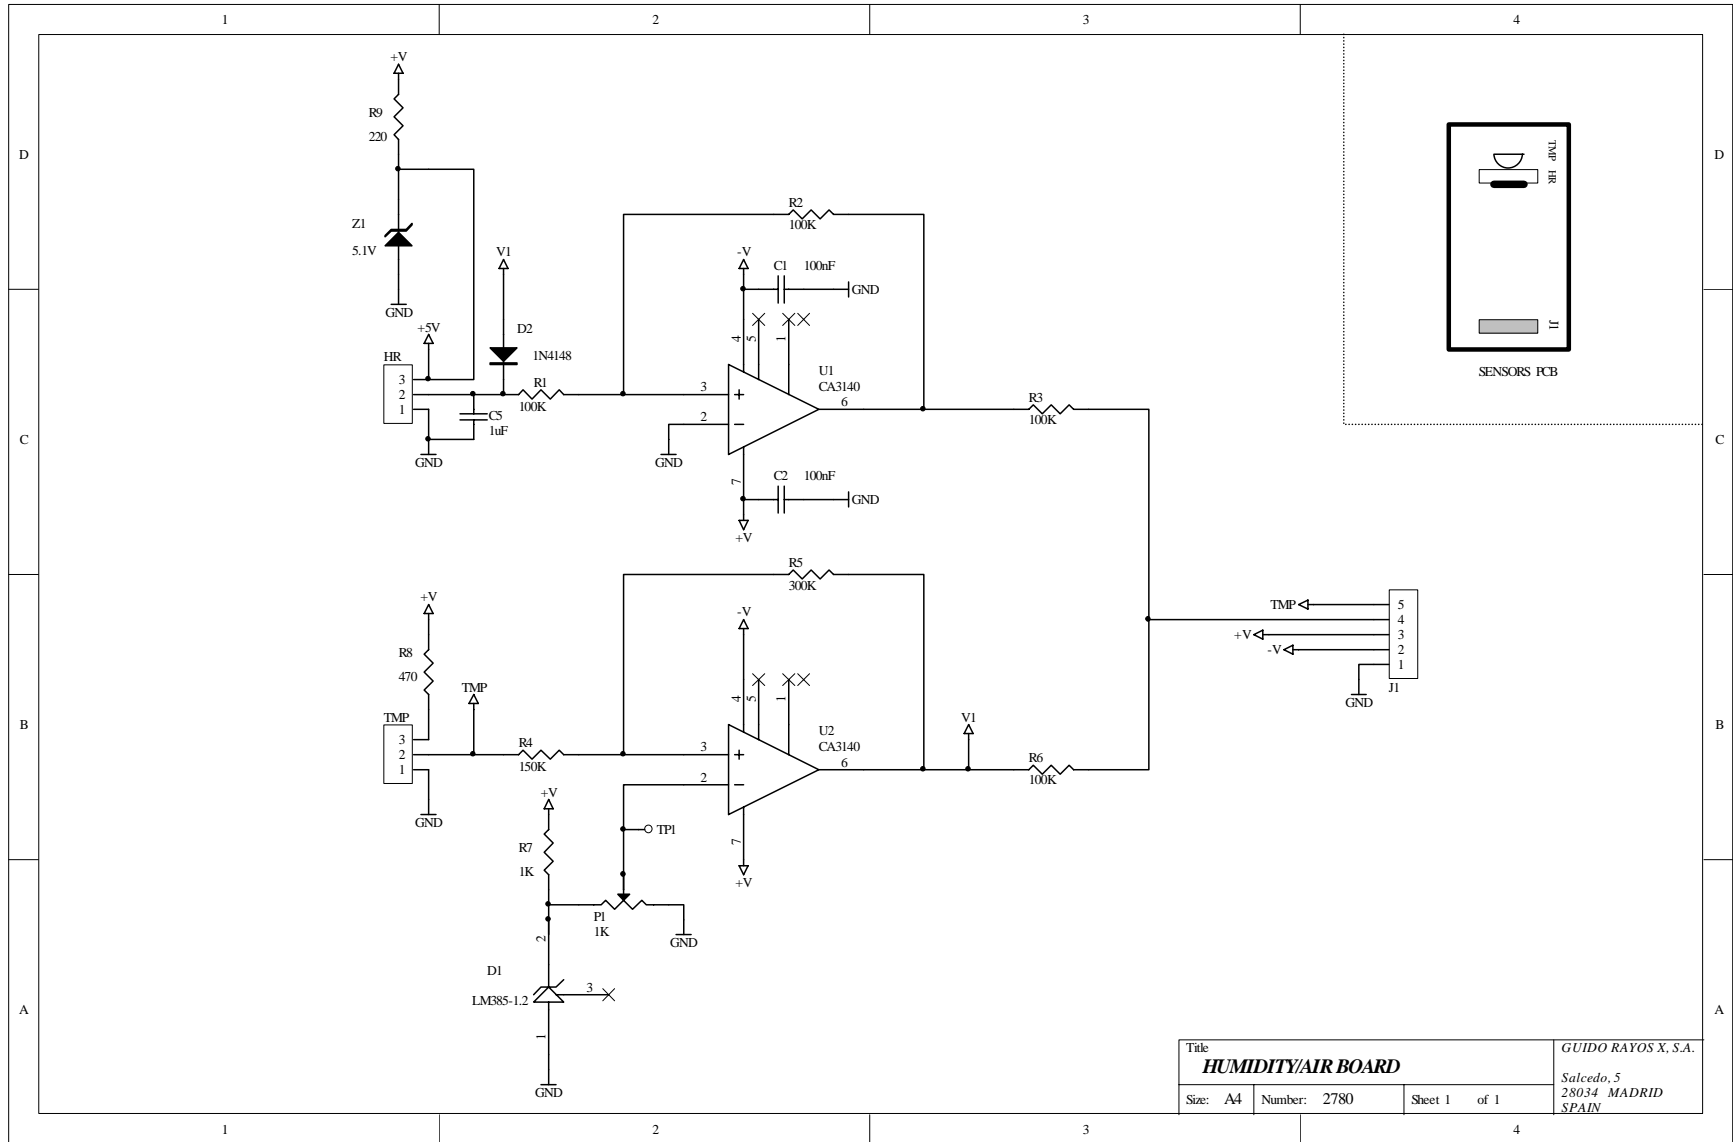 1 2 3 4
D
D
C
C
B
B
A
A
1 2 3 4
+V
R9
220
Z1
5.1V
GND
+5V
HR
3
2
1
GND
C5
1uF
V1
D2
1N4148
R1
100K
R2
100K
-V
C1 100nF
GND
4
5
1
U1
CA3140
3
2
6
GND
7
C2 100nF
GND
+V
R3
100K
TMP HR
J1
SENSORS PCB
+V
R8
470
TMP
TMP
3
2
1
GND
R4
150K
R5
300K
-V
4
5
1
U2
CA3140
3
2
6
7
+V
V1
R6
100K
TP1
+V
R7
1K
P1
1K
GND
2
D1
LM385-1.2
3
1
GND
TMP
+V
-V
GND
5
4
3
2
1
J1
Title
HUMIDITY/AIR BOARD
Size: A4 Number: 2780 Sheet 1 of 1
GUIDO RAYOS X, S.A.
Salcedo, 5
28034 MADRID
SPAIN